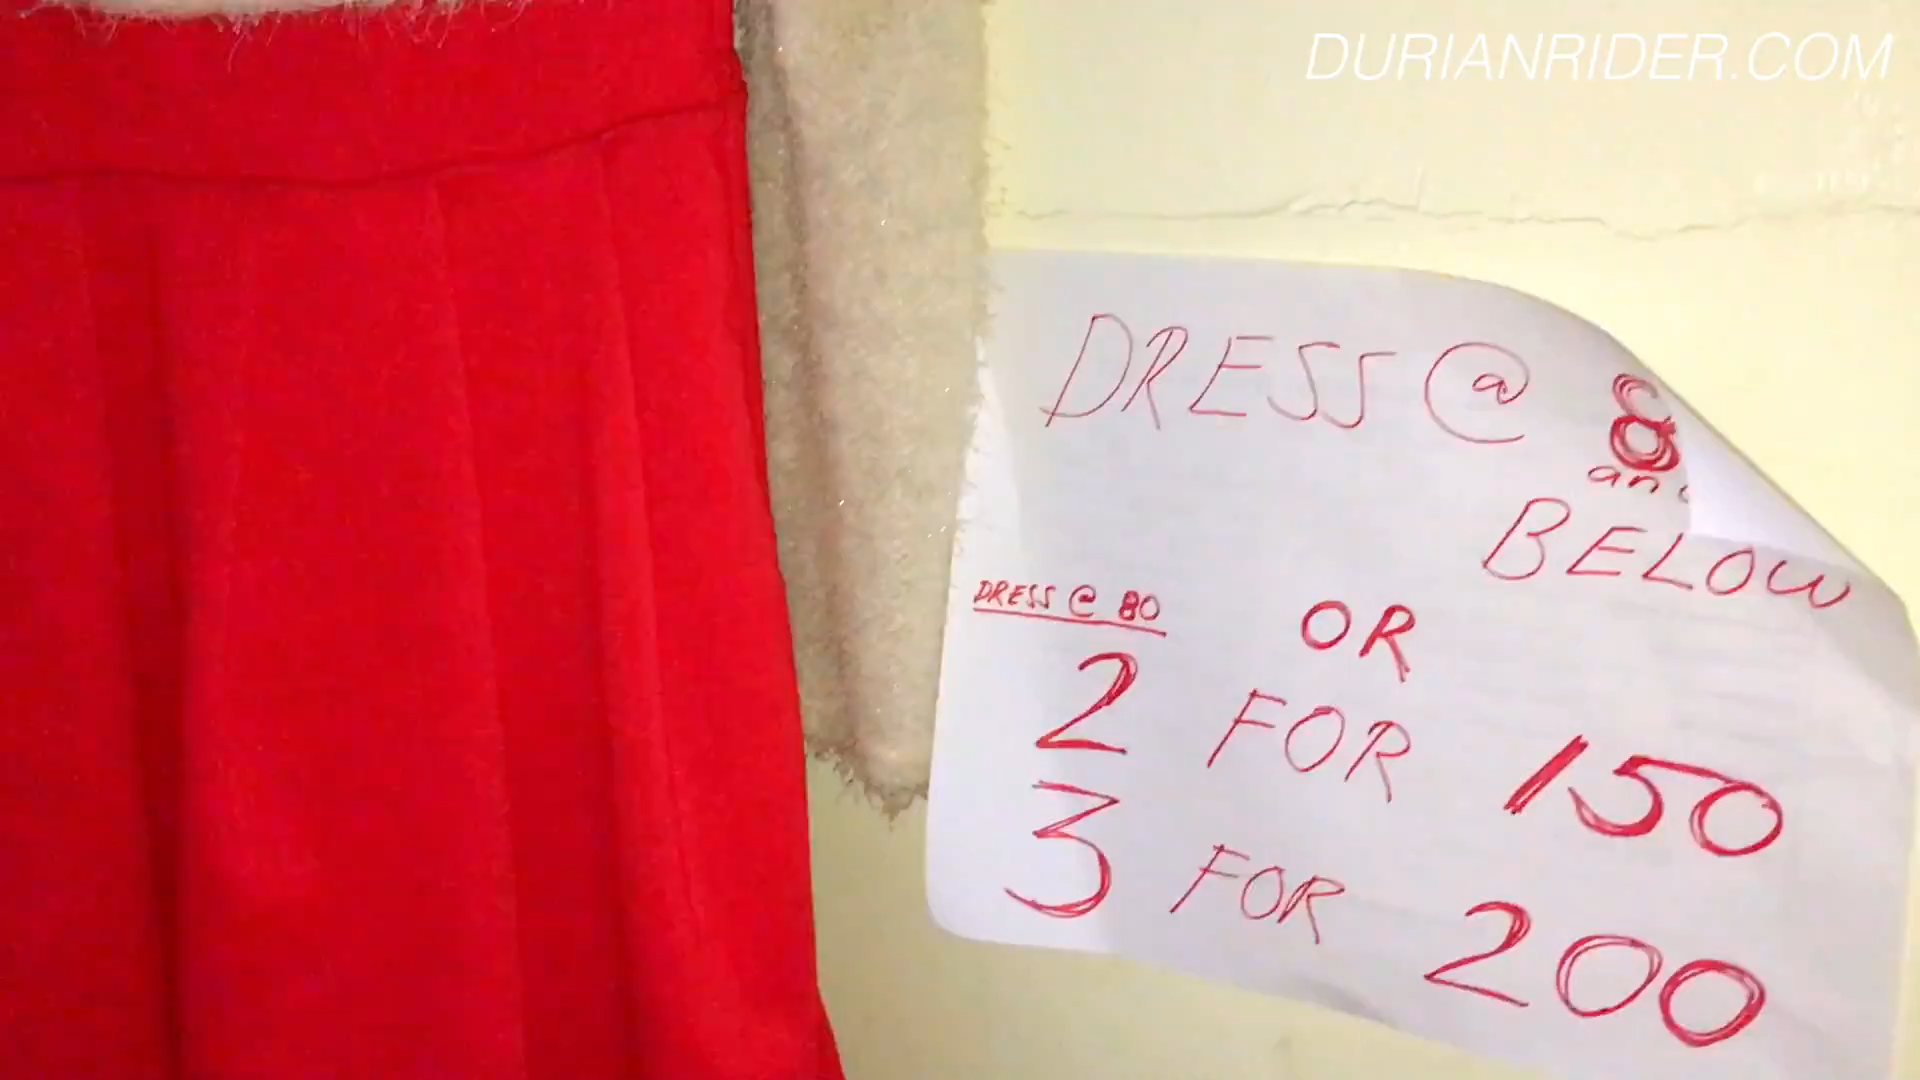 DURIANRIDER.COM
DRESS @ 8
BELOW
DRESS @ 80
OR
2 FOR 150
3 FOR 200